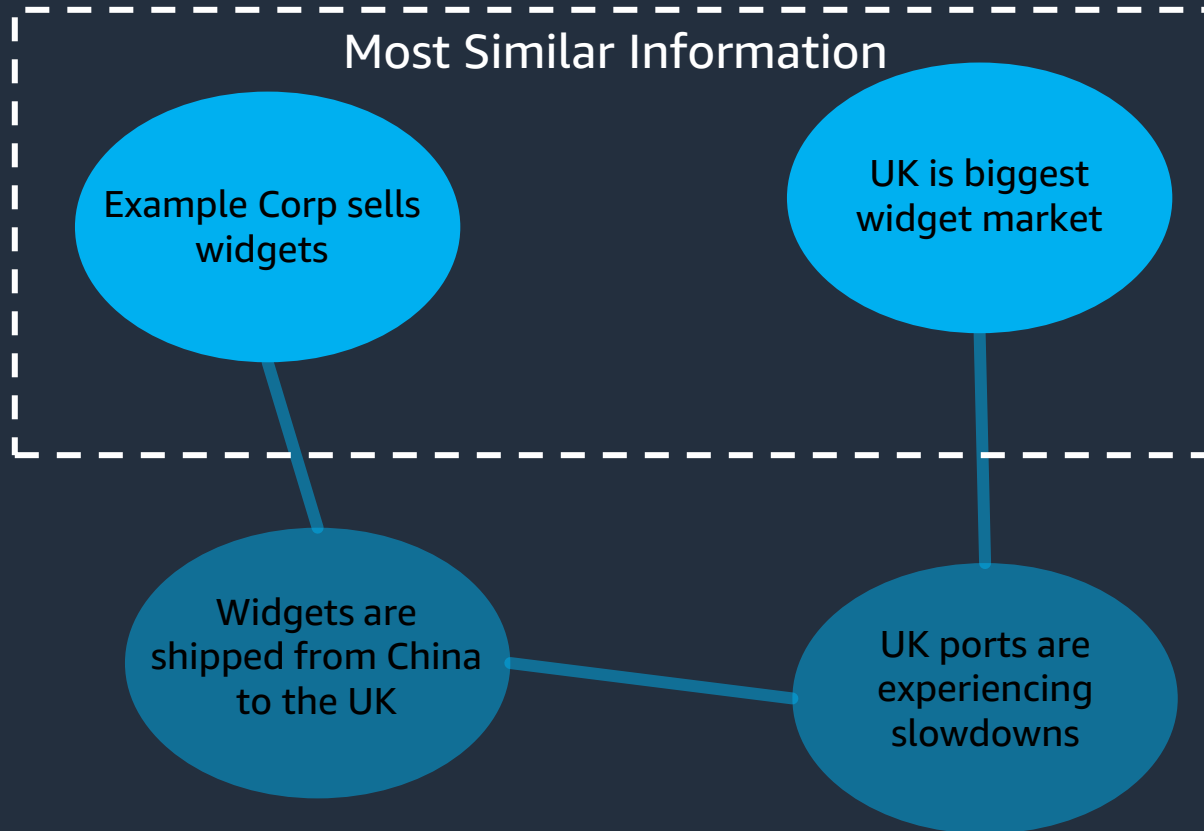 Most Similar Information
Example Corp sells
widgets
UK is biggest
widget market
Widgets are
shipped from China
to the UK
UK ports are
experiencing
slowdowns